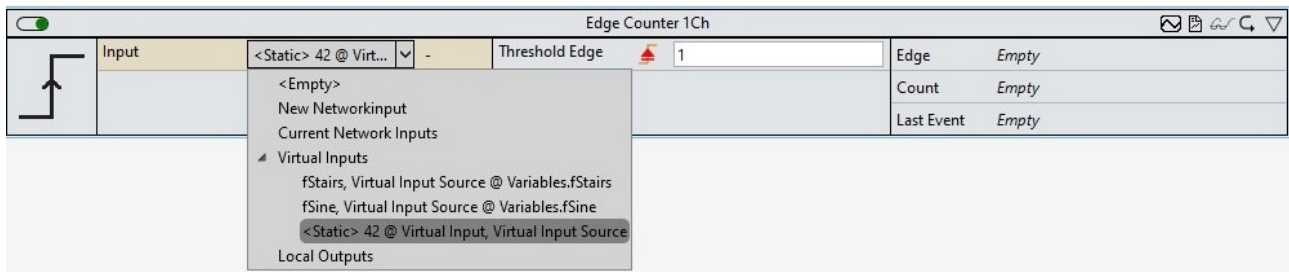 Edge Counter 1Ch
Input <Static> 42 @ Virt... - Threshold Edge 1 Edge Empty
<Empty> Count Empty
New Networkinput
Current Network Inputs Last Event Empty
Virtual Inputs
fStairs, Virtual Input Source @ Variables.fStairs
fSine, Virtual Input Source @ Variables.fSine
<Static> 42 @ Virtual Input, Virtual Input Source
Local Outputs